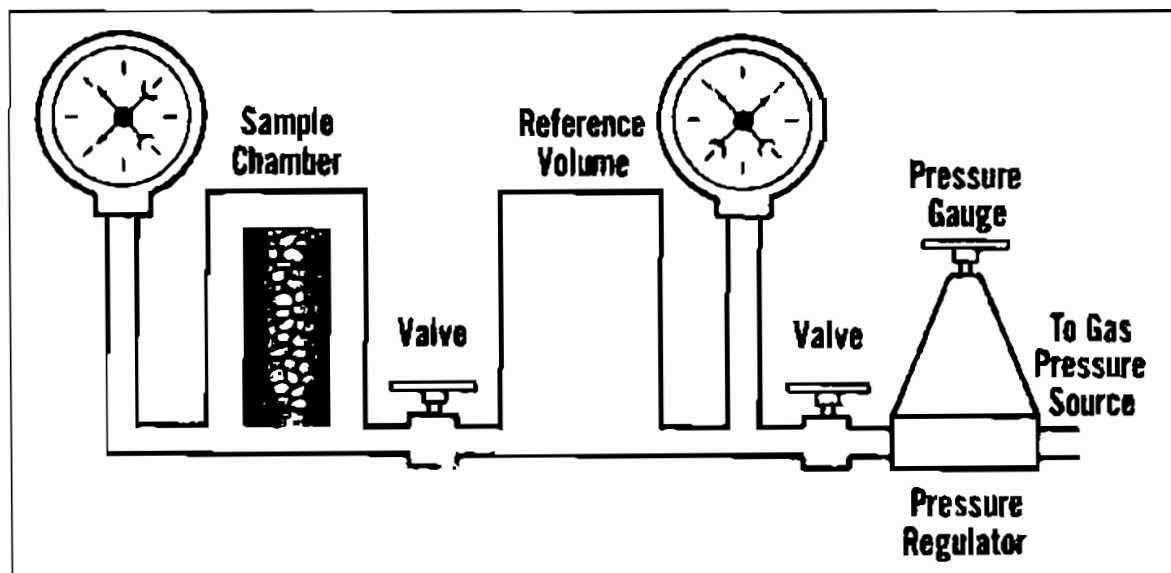 Sample
Chamber
Reference
Volume
Pressure
Gauge
Valve
Valve
To Gas
Pressure
Source
Pressure
Regulator